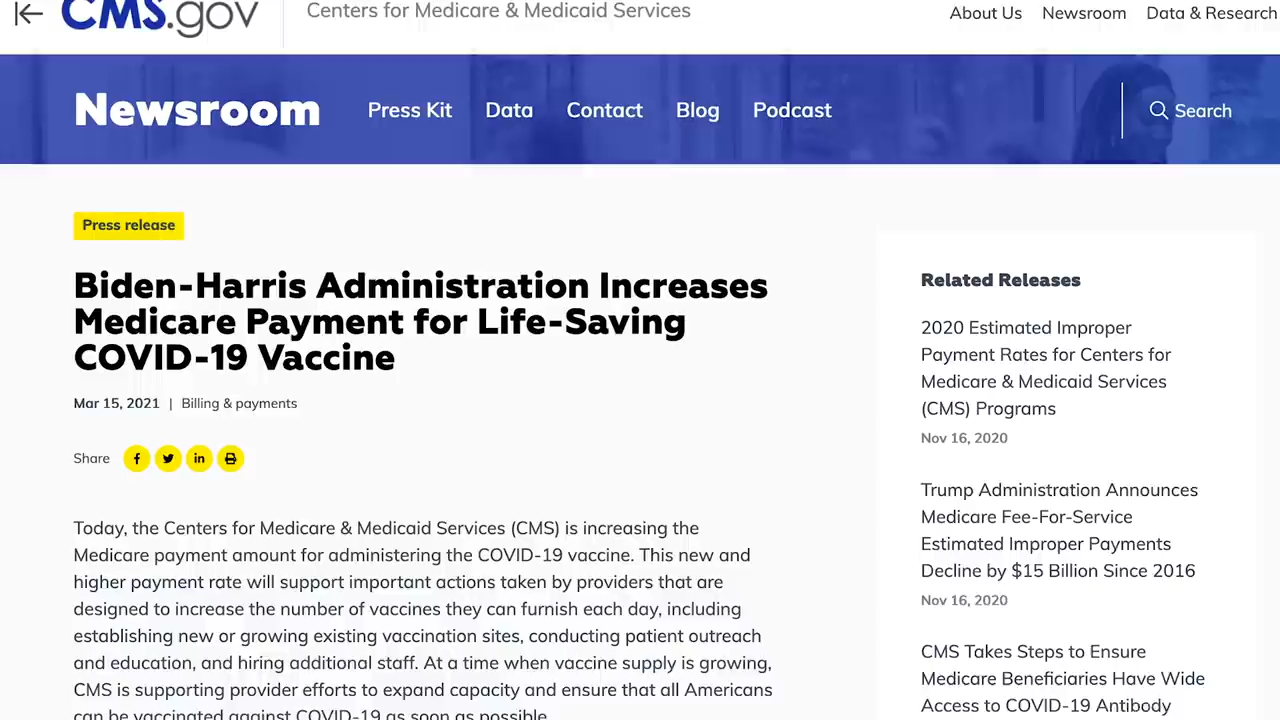 CMS.gov
Centers for Medicare & Medicaid Services
About Us Newsroom Data & Research
Newsroom Press Kit Data Contact Blog Podcast Search
Press release
Biden-Harris Administration Increases
Medicare Payment for Life-Saving
COVID-19 Vaccine
Mar 15, 2021 | Billing & payments
Share
Today, the Centers for Medicare & Medicaid Services (CMS) is increasing the
Medicare payment amount for administering the COVID-19 vaccine. This new and
higher payment rate will support important actions taken by providers that are
designed to increase the number of vaccines they can furnish each day, including
establishing new or growing existing vaccination sites, conducting patient outreach
and education, and hiring additional staff. At a time when vaccine supply is growing,
CMS is supporting provider efforts to expand capacity and ensure that all Americans
can be vaccinated against COVID-19 as soon as possible.
Related Releases
2020 Estimated Improper
Payment Rates for Centers for
Medicare & Medicaid Services
(CMS) Programs
Nov 16, 2020
Trump Administration Announces
Medicare Fee-For-Service
Estimated Improper Payments
Decline by $15 Billion Since 2016
Nov 16, 2020
CMS Takes Steps to Ensure
Medicare Beneficiaries Have Wide
Access to COVID-19 Antibody